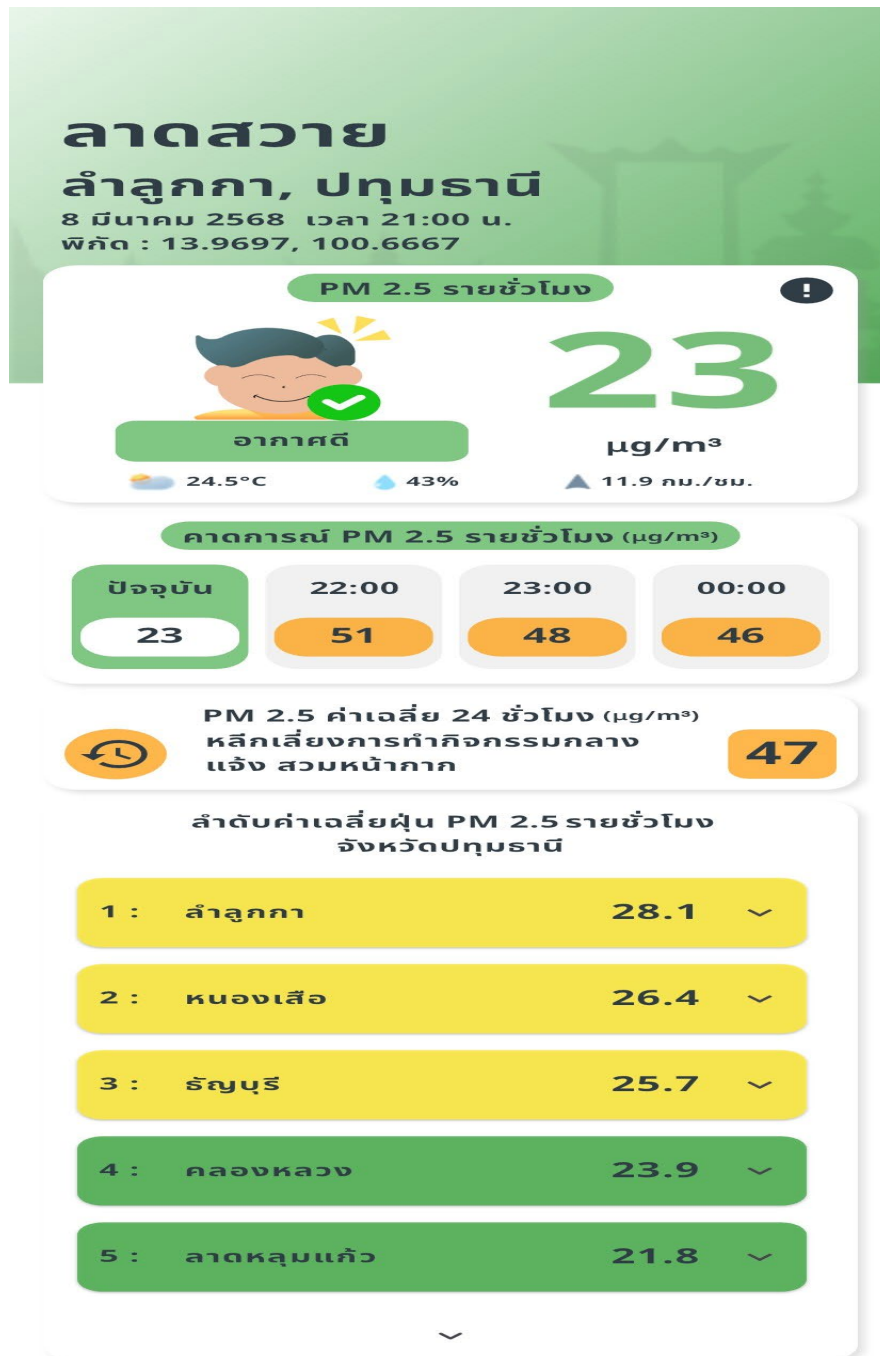 ลาดสวาย
ลำลูกกา, ปทุมธานี
8 มีนาคม 2568 เวลา 21:00 น.
พิกัด : 13.9697, 100.6667
PM 2.5 รายชั่วโมง
!
23
อากาศดี
µg/m³
24.5°C 43% 11.9 กม./ชม.
คาดการณ์ PM 2.5 รายชั่วโมง (µg/m³)
ปัจจุบัน 22:00 23:00 00:00
23 51 48 46
PM 2.5 ค่าเฉลี่ย 24 ชั่วโมง (µg/m³)
หลีกเลี่ยงการทำกิจกรรมกลาง
แจ้ง สวมหน้ากาก
47
ลำดับค่าเฉลี่ยฝุ่น PM 2.5 รายชั่วโมง
จังหวัดปทุมธานี
1 : ลำลูกกา 28.1
2 : หนองเสือ 26.4
3 : ธัญบุรี 25.7
4 : คลองหลวง 23.9
5 : ลาดหลุมแก้ว 21.8